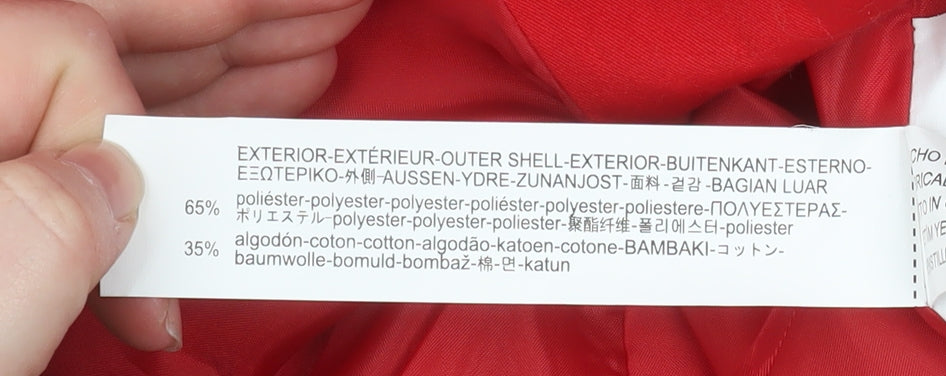 EXTERIOR-EXTÉRIEUR-OUTER SHELL-EXTERIOR-BUITENKANT-ESTERNO-
ΕΞΩΤΕΡΙΚΟ-外側-AUSSEN-YDRE-ZUNANJOST-面料-겉감-BAGIAN LUAR
65% poliéster-polyester-polyester-poliéster-polyester-poliestere-ΠΟΛΥΕΣΤΕΡΑΣ-
ポリエステル-polyester-polyester-poliester-聚酯纤维-폴리에스터-poliester
35% algodón-coton-cotton-algodão-katoen-cotone-ΒΑΜΒΑΚΙ-コットン-
baumwolle-bomuld-bombaž-棉-면-katun